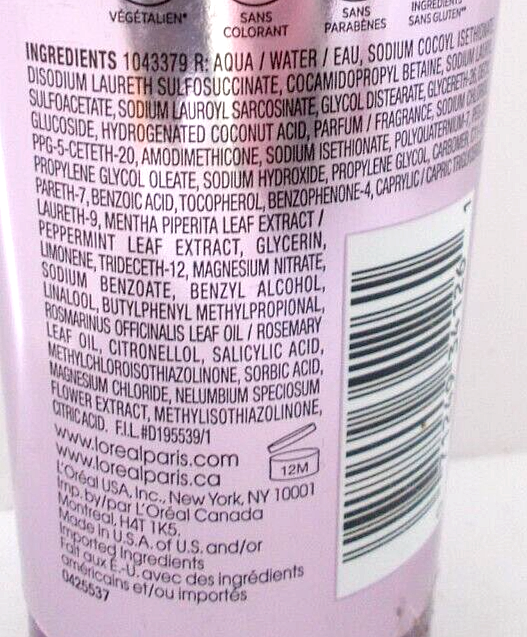 VÉGÉTALIEN*
SANS
COLORANT
SANS
PARABÈNES
INGRÉDIENTS
SANS GLUTEN**
INGREDIENTS 1043379 R: AQUA / WATER / EAU, SODIUM COCOYL ISETHIONATE,
DISODIUM LAURETH SULFOSUCCINATE, COCAMIDOPROPYL BETAINE, SODIUM LAURYL
SULFOACETATE, SODIUM LAUROYL SARCOSINATE, GLYCOL DISTEARATE, GLYCERETH-26,
GLUCOSIDE, HYDROGENATED COCONUT ACID, PARFUM / FRAGRANCE, SODIUM CHLORIDE,
PPG-5-CETETH-20, AMODIMETHICONE, SODIUM ISETHIONATE, POLYQUATERNIUM-7,
PROPYLENE GLYCOL OLEATE, SODIUM HYDROXIDE, PROPYLENE GLYCOL, CARBOMER,
PARETH-7, BENZOIC ACID, TOCOPHEROL, BENZOPHENONE-4, CAPRYLIC / CAPRIC
LAURETH-9, MENTHA PIPERITA LEAF EXTRACT /
PEPPERMINT LEAF EXTRACT, GLYCERIN,
LIMONENE, TRIDECETH-12, MAGNESIUM NITRATE,
SODIUM BENZOATE, BENZYL ALCOHOL,
LINALOOL, BUTYLPHENYL METHYLPROPIONAL,
ROSMARINUS OFFICINALIS LEAF OIL / ROSEMARY
LEAF OIL, CITRONELLOL, SALICYLIC ACID,
METHYLCHLOROISOTHIAZOLINONE, SORBIC ACID,
MAGNESIUM CHLORIDE, NELUMBIUM SPECIOSUM
FLOWER EXTRACT, METHYLISOTHIAZOLINONE,
CITRIC ACID. F.I.L.#D195539/1
www.lorealparis.com
www.lorealparis.ca
12M
L'Oréal USA, Inc., New York, NY 10001
Imp. by/par L'Oréal Canada
Montréal, H4T 1K5.
Made in U.S.A. of U.S. and/or
Imported Ingredients
Fait aux É.-U. avec des ingrédients
américains et/ou importés
0425537